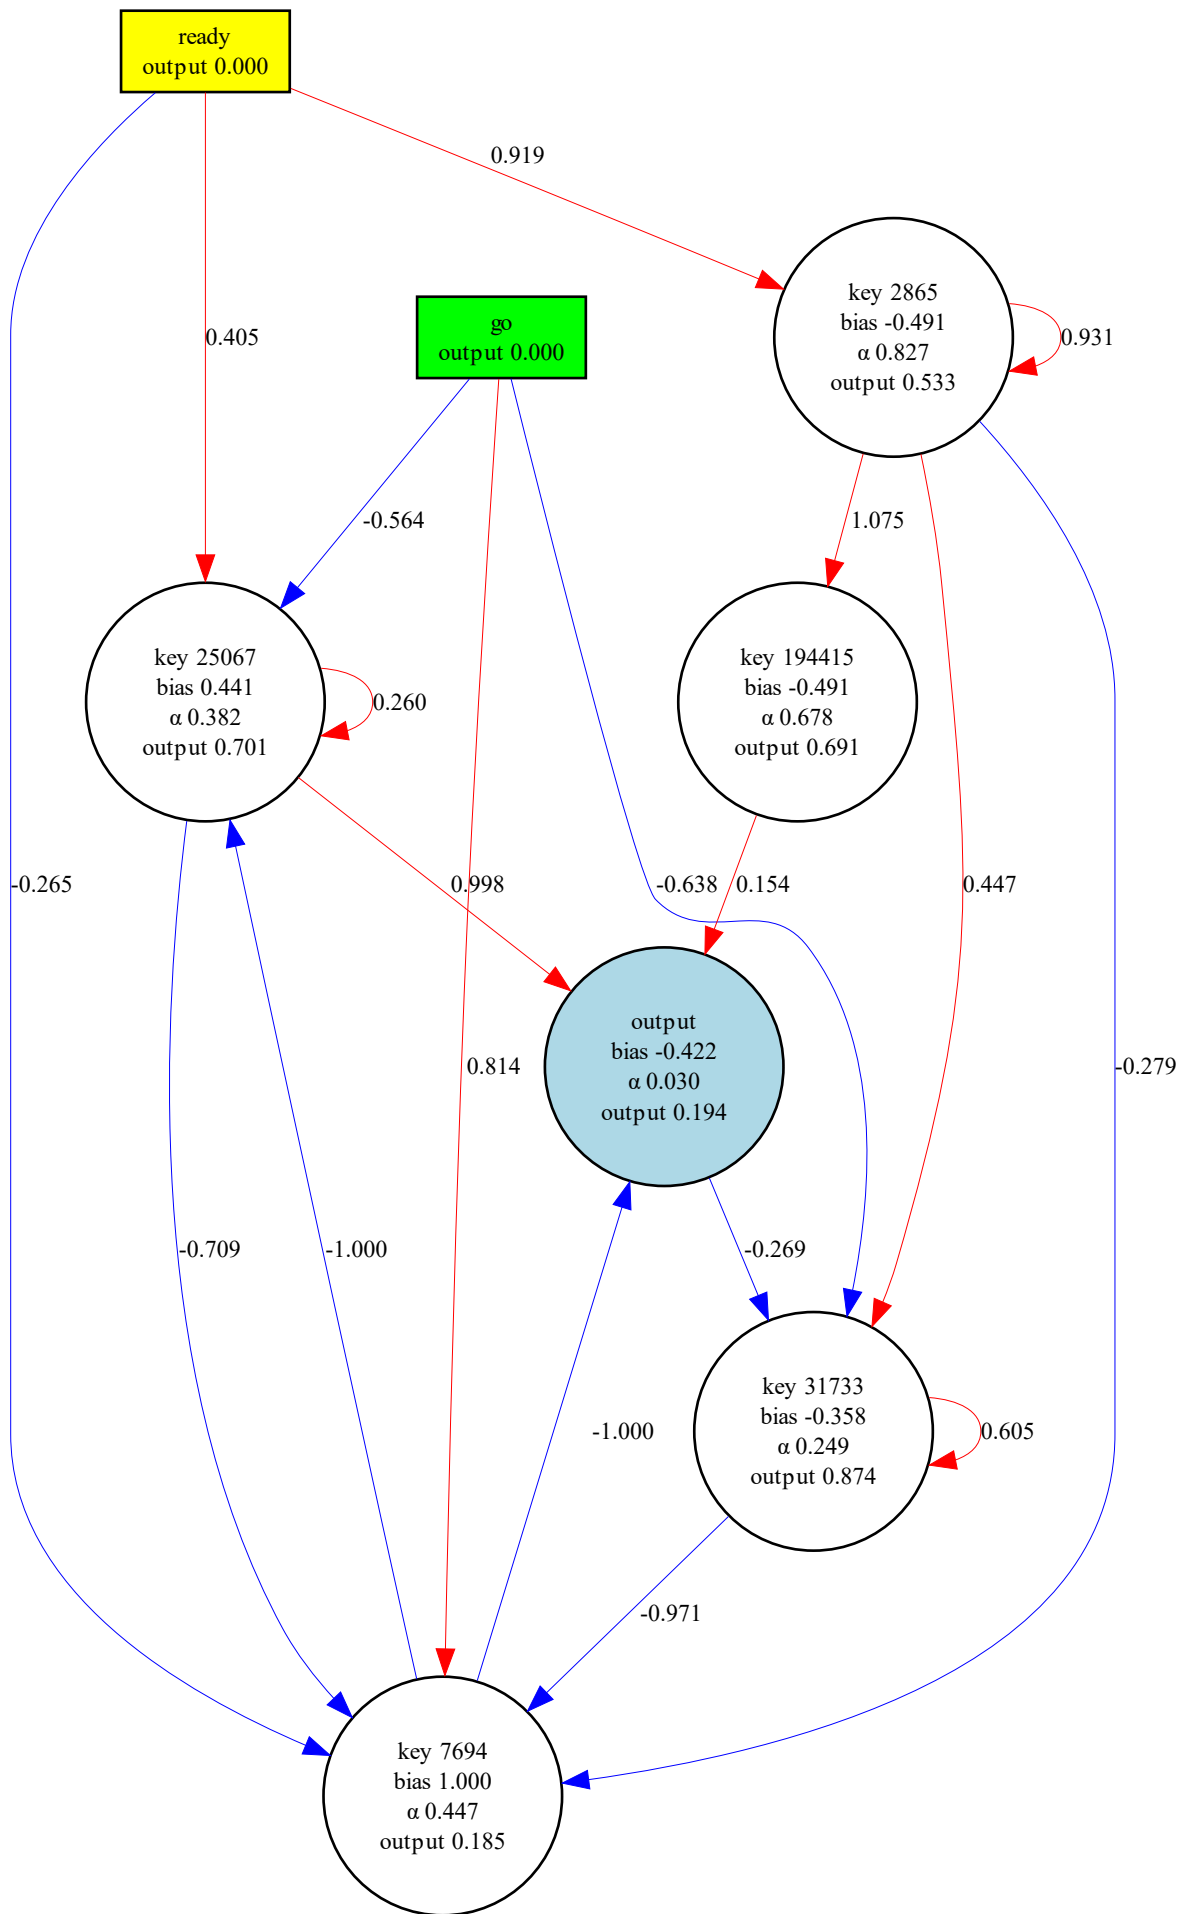 ready
output 0.000
0.919
key 2865
bias -0.491
α 0.827
output 0.533
0.931
go
output 0.000
0.405
-0.564
1.075
key 25067
bias 0.441
α 0.382
output 0.701
0.260
key 194415
bias -0.491
α 0.678
output 0.691
-0.265
0.998
-0.638
0.154
0.447
output
bias -0.422
α 0.030
output 0.194
0.814
-0.279
-0.709
-1.000
-0.269
key 31733
bias -0.358
α 0.249
output 0.874
-1.000
0.605
-0.971
key 7694
bias 1.000
α 0.447
output 0.185